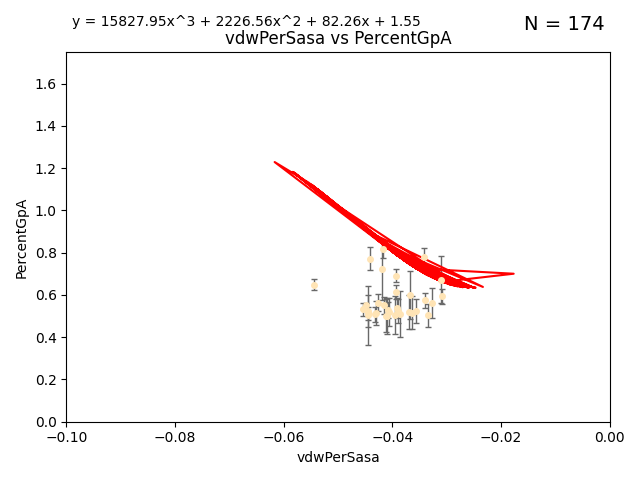 y = 15827.95x^3 + 2226.56x^2 + 82.26x + 1.55
N = 174
vdwPerSasa vs PercentGpA
PercentGpA
1.6
1.4
1.2
1.0
0.8
0.6
0.4
0.2
0.0
−0.10 −0.08 −0.06 −0.04 −0.02 0.00
vdwPerSasa